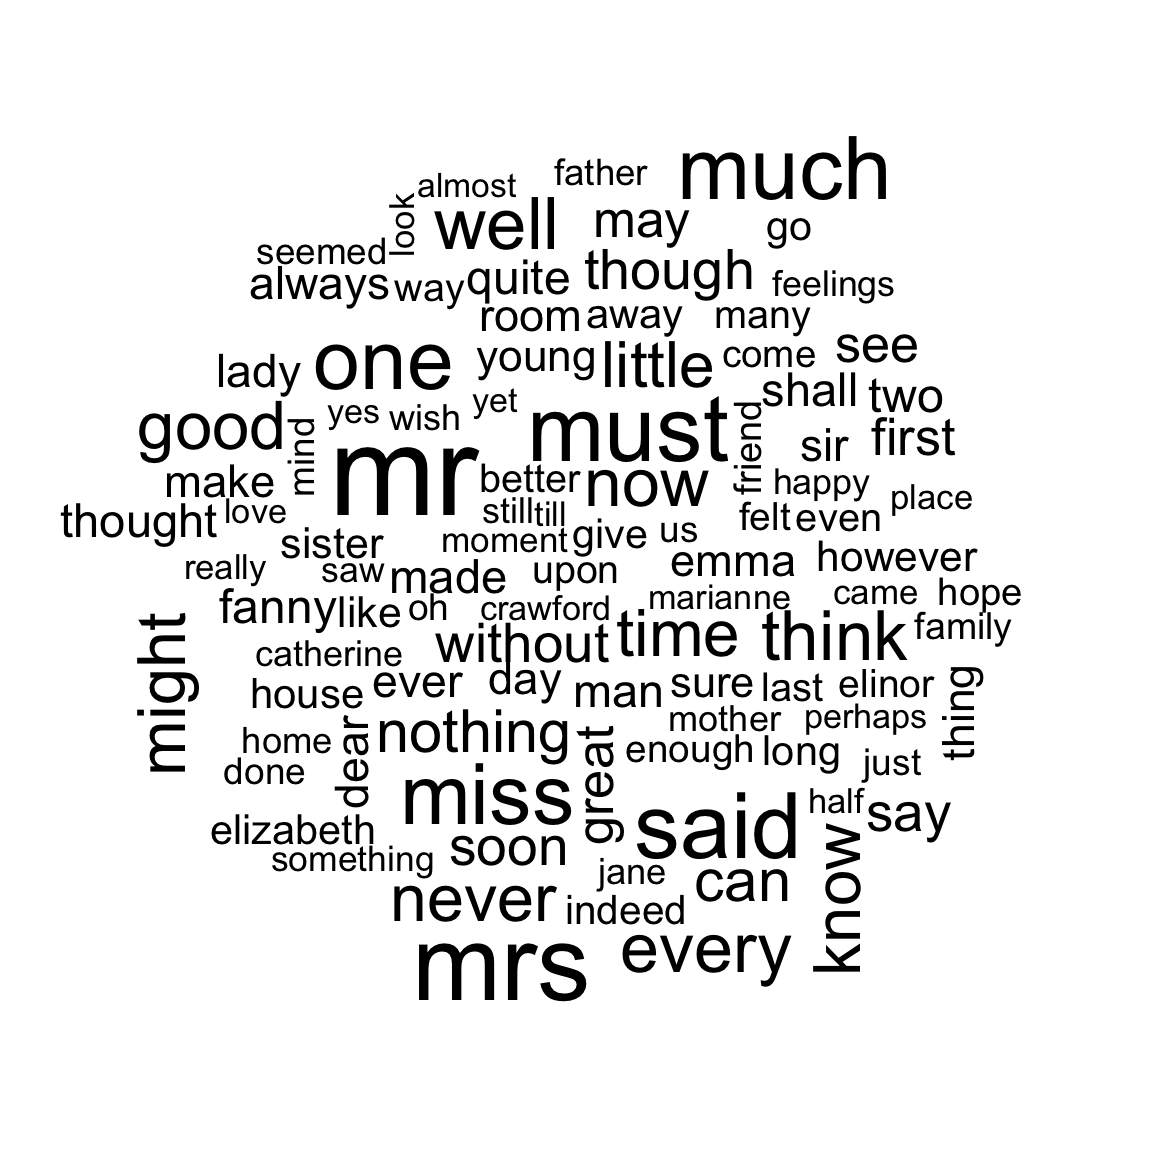 much
father
almost
look
well
may
go
seemed
always
way
quite
though
feelings
room
away
many
lady
one
young
little
come
see
shall
two
good
mind
yes
wish
yet
must
friend
sir
first
make
mr
better
now
happy
place
thought
love
still
till
felt
even
sister
moment
give
us
emma
however
really
saw
made
upon
marianne
came
hope
fanny
like
oh
crawford
might
catherine
without
time
think
family
house
ever
day
man
sure
last
elinor
thing
home
dear
nothing
great
mother
perhaps
done
enough
long
just
miss
said
half
say
elizabeth
something
soon
jane
can
know
never
indeed
mrs
every